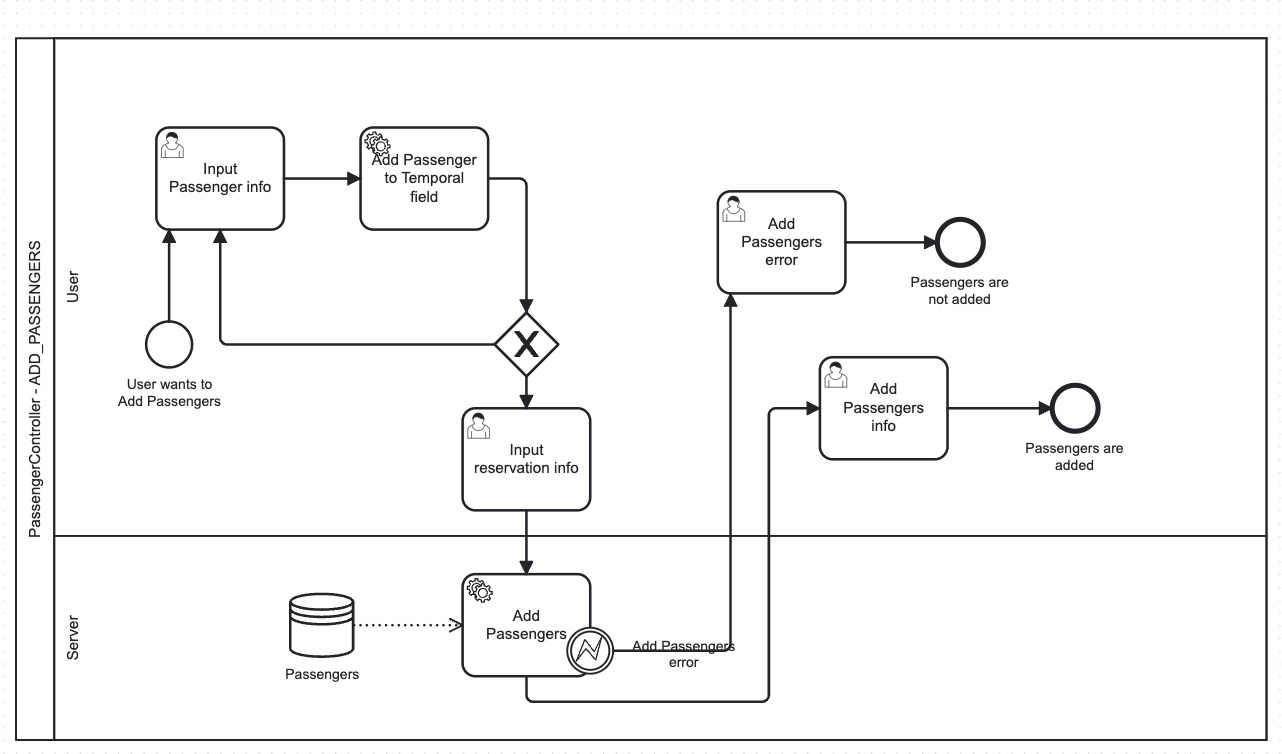 PassengerController - ADD_PASSENGERS
User
Input
Passenger info
Add Passenger
to Temporal
field
User wants to
Add Passengers
X
Input
reservation info
Add
Passengers
error
Passengers are
not added
Add
Passengers
info
Passengers are
added
Server
Passengers
Add
Passengers
Add Passengers
error